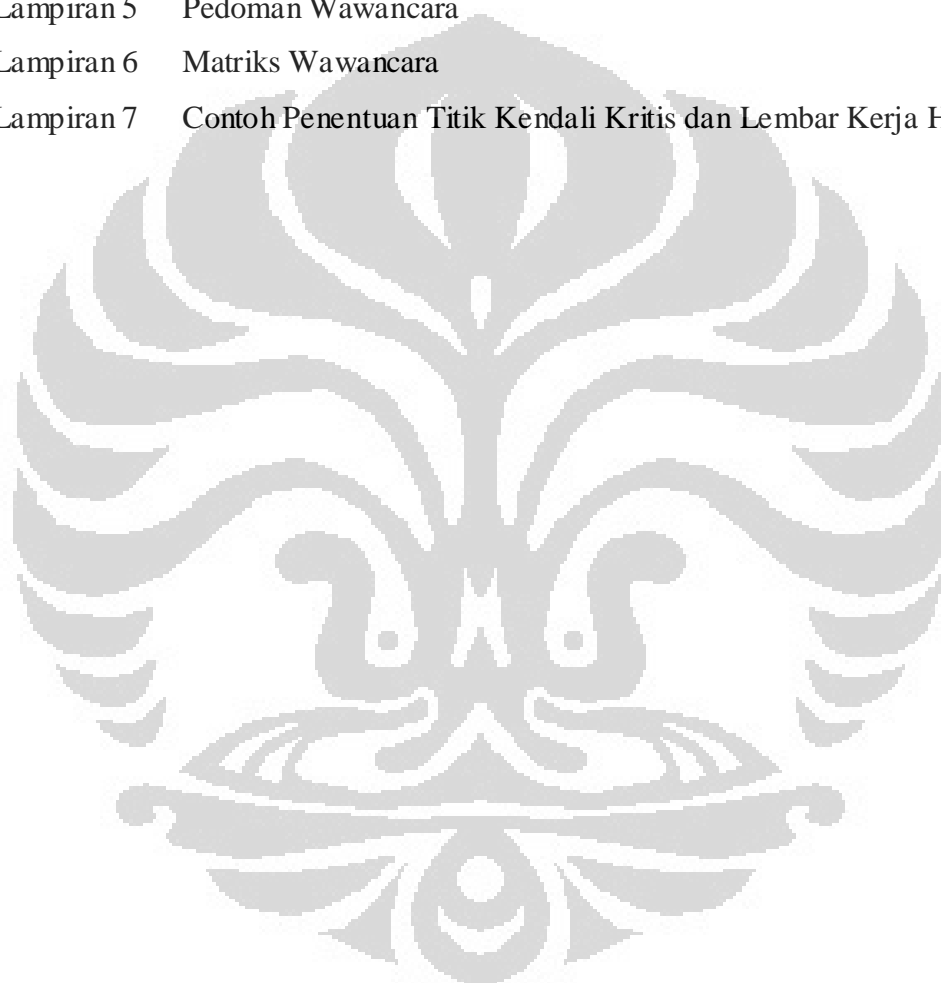 Lampiran 5 Pedoman Wawancara
Lampiran 6 Matriks Wawancara
Lampiran 7 Contoh Penentuan Titik Kendali Kritis dan Lembar Kerja